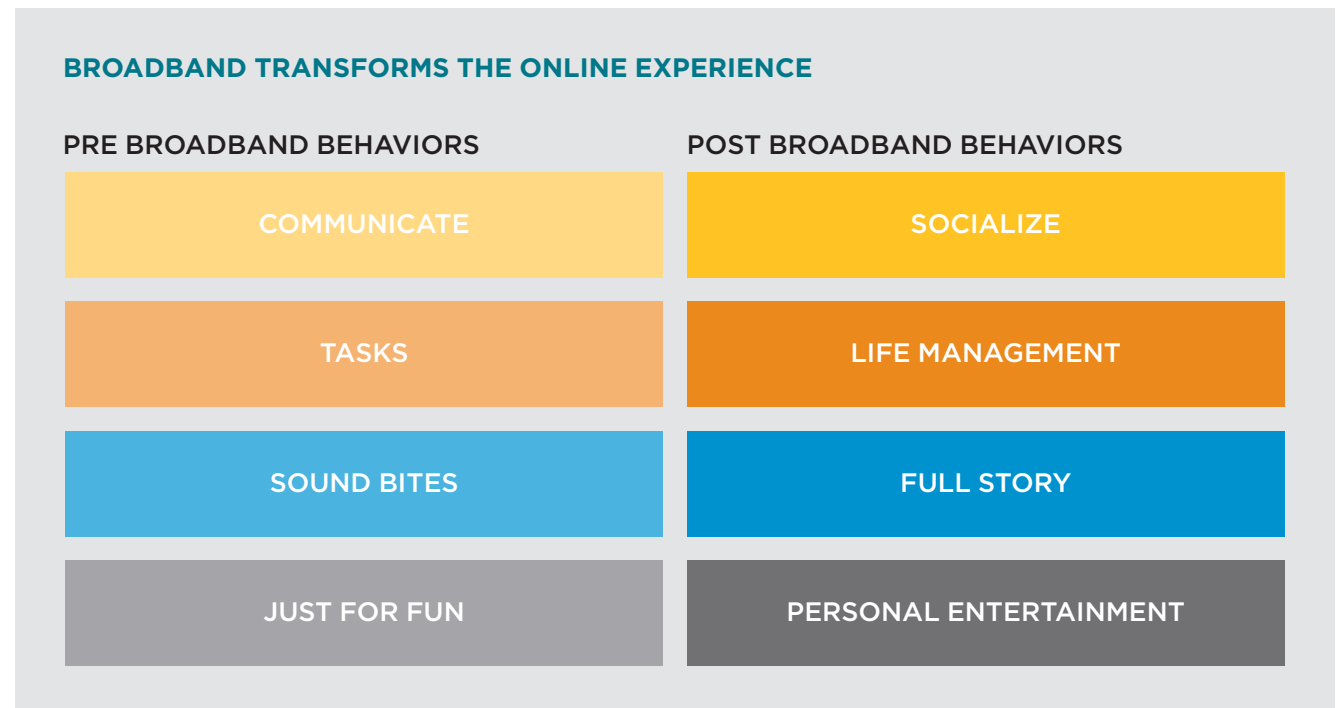 BROADBAND TRANSFORMS THE ONLINE EXPERIENCE
PRE BROADBAND BEHAVIORS
COMMUNICATE
TASKS
SOUND BITES
JUST FOR FUN
POST BROADBAND BEHAVIORS
SOCIALIZE
LIFE MANAGEMENT
FULL STORY
PERSONAL ENTERTAINMENT